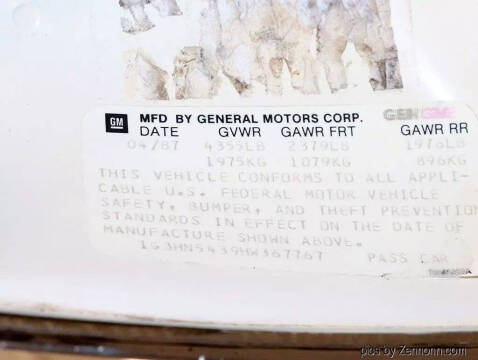 GM
MFD BY GENERAL MOTORS CORP.
DATE GVWR GAWR FRT GAWR RR
04/87 4355LB 2379LB 1976LB
1975KG 1079KG 896KG
THIS VEHICLE CONFORMS TO ALL APPLI-
CABLE U.S. FEDERAL MOTOR VEHICLE
SAFETY, BUMPER, AND THEFT PREVENTION
STANDARDS IN EFFECT ON THE DATE OF
MANUFACTURE SHOWN ABOVE.
1G3HN5439HW367767 PASS CAR
pics by Zennonn.com